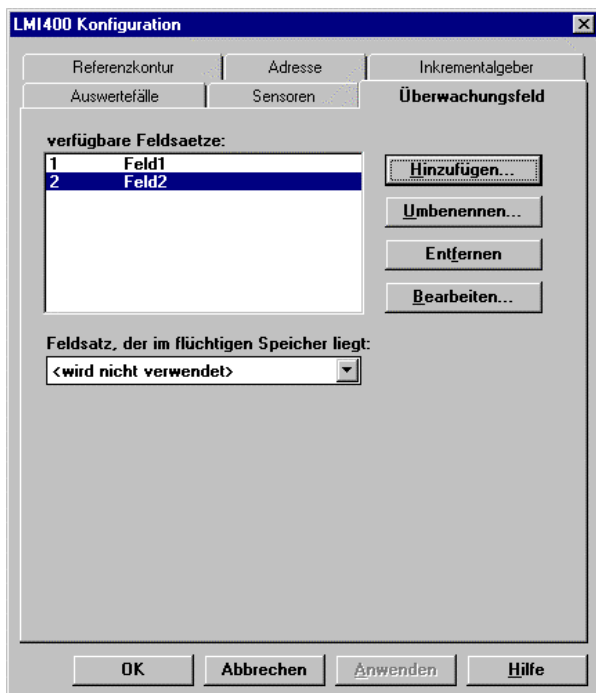 LMI400 Konfiguration
Referenzkontur Adresse Inkrementalgeber
Auswertefälle Sensoren Überwachungsfeld
verfügbare Feldsaetze:
1 Feld1
2 Feld2
Hinzufügen...
Umbenennen...
Entfernen
Bearbeiten...
Feldsatz, der im flüchtigen Speicher liegt:
<wird nicht verwendet>
OK Abbrechen Anwenden Hilfe